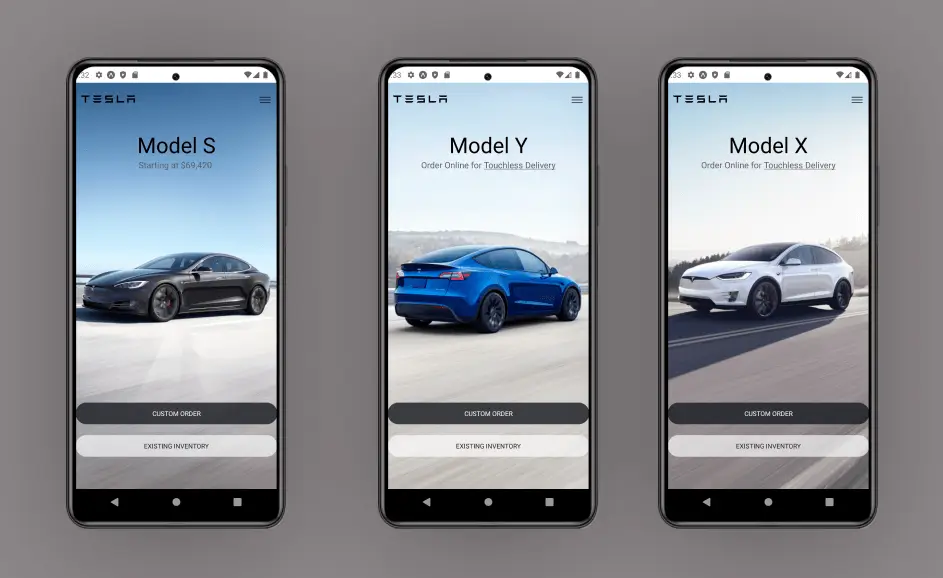 32
TESLA
Model S
Starting at $69,420
CUSTOM ORDER
EXISTING INVENTORY
33
TESLA
Model Y
Order Online for Touchless Delivery
CUSTOM ORDER
EXISTING INVENTORY
33
TESLA
Model X
Order Online for Touchless Delivery
CUSTOM ORDER
EXISTING INVENTORY